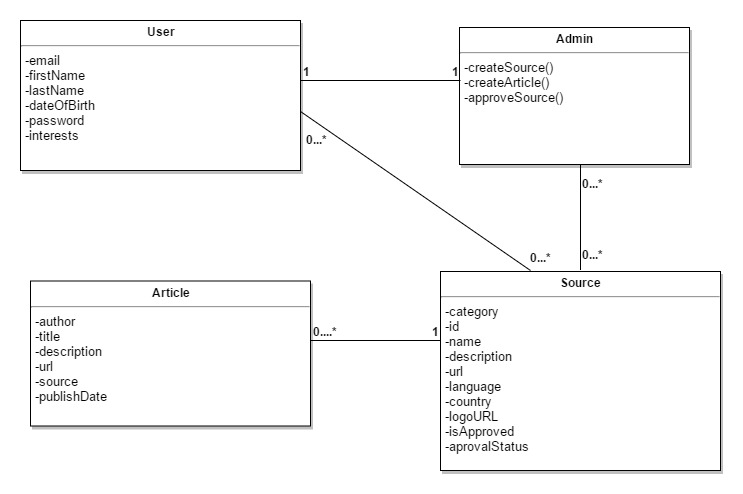 User
-email
-firstName
-lastName
-dateOfBirth
-password
-interests
1
1
Admin
-createSource()
-createArticle()
-approveSource()
0...*
0...*
0...*
0...*
Article
-author
-title
-description
-url
-source
-publishDate
0....*
1
Source
-category
-id
-name
-description
-url
-language
-country
-logoURL
-isApproved
-aprovalStatus